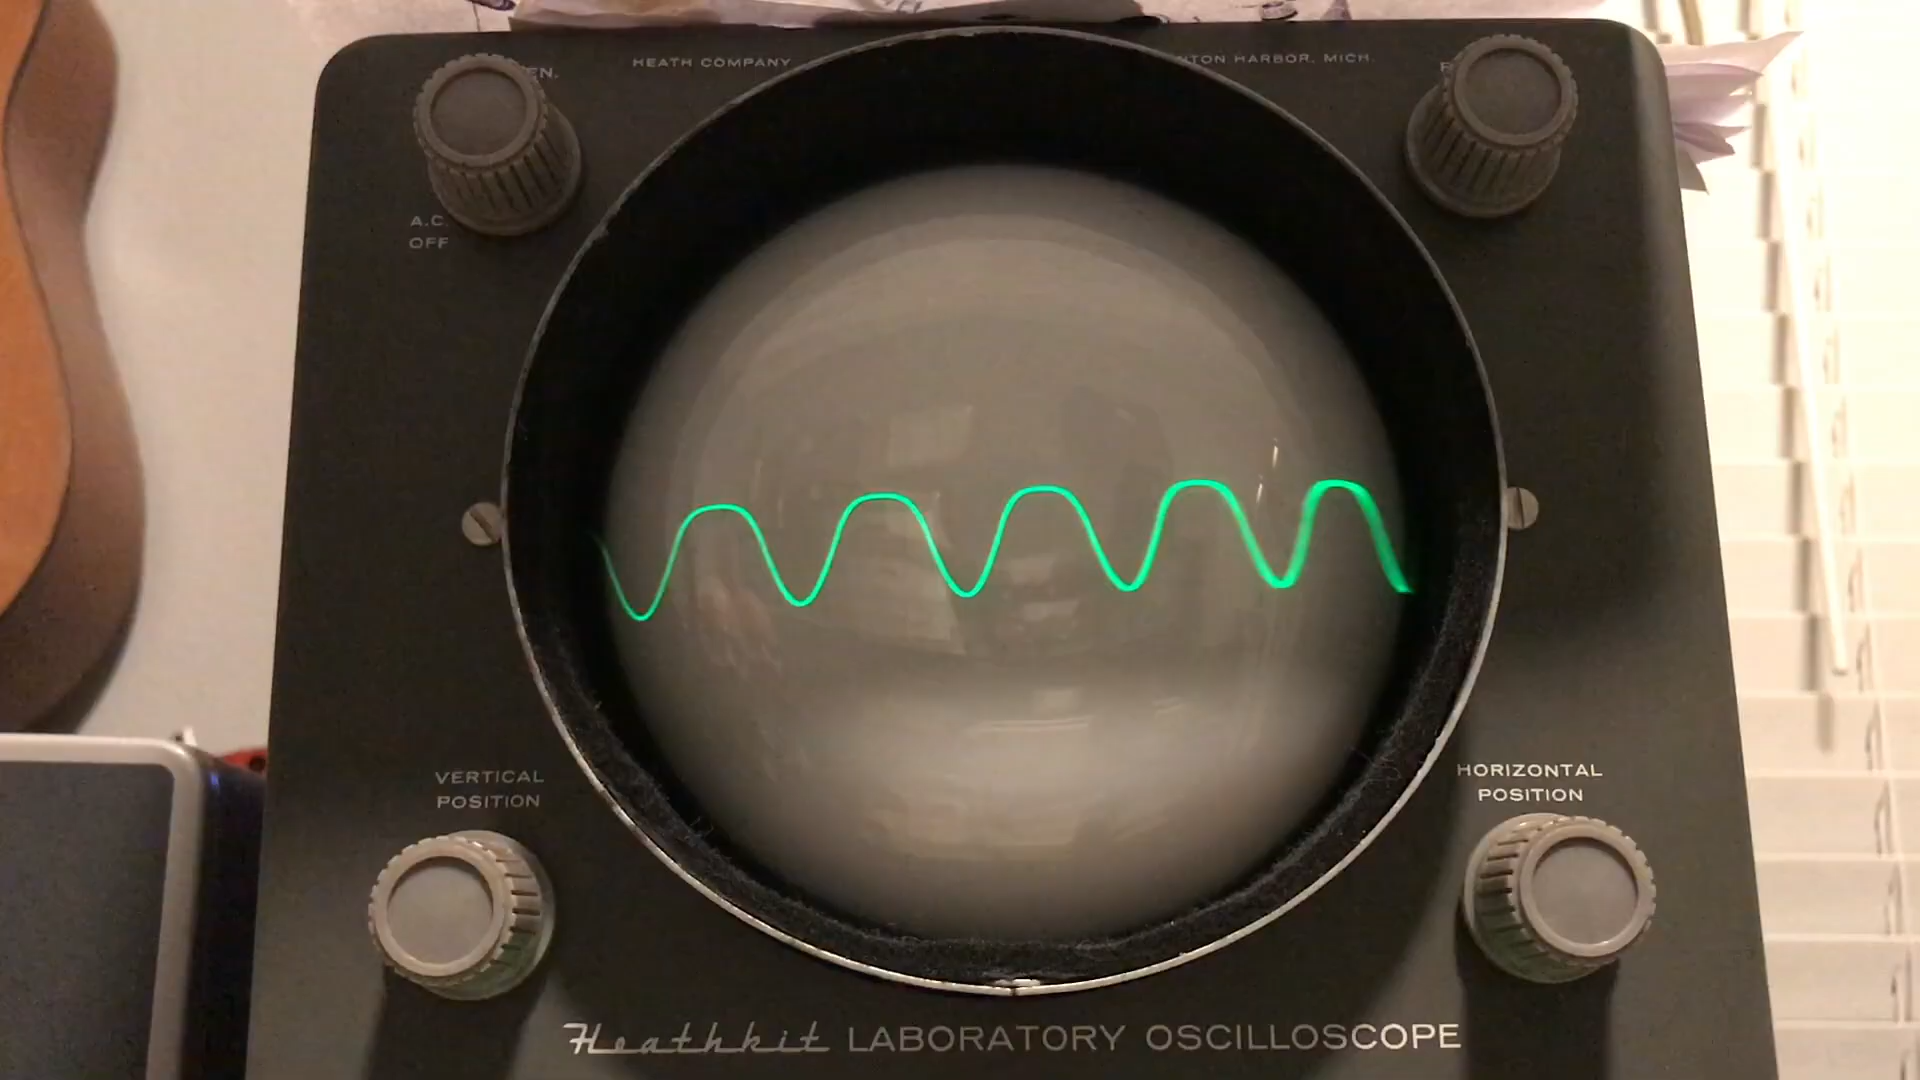 HEATH COMPANY
HARBOR, MICH.
A.C.
OFF
VERTICAL
POSITION
HORIZONTAL
POSITION
Heathkit LABORATORY OSCILLOSCOPE